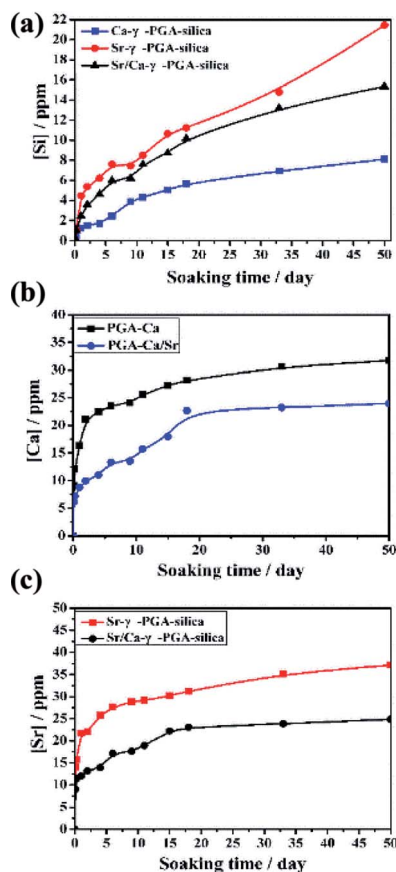 (a)
22
20
18
16
14
12
10
8
6
4
2
0
[Si] / ppm
Ca-γ -PGA-silica
Sr-γ -PGA-silica
Sr/Ca-γ -PGA-silica
0 5 10 15 20 25 30 35 40 45 50
Soaking time / day
(b)
40
35
30
25
20
15
10
5
0
[Ca] / ppm
PGA-Ca
PGA-Ca/Sr
0 5 10 15 20 25 30 35 40 45 50
Soaking time / day
(c)
50
45
40
35
30
25
20
15
10
5
0
[Sr] / ppm
Sr-γ -PGA-silica
Sr/Ca-γ -PGA-silica
0 5 10 15 20 25 30 35 40 45 50
Soaking time / day